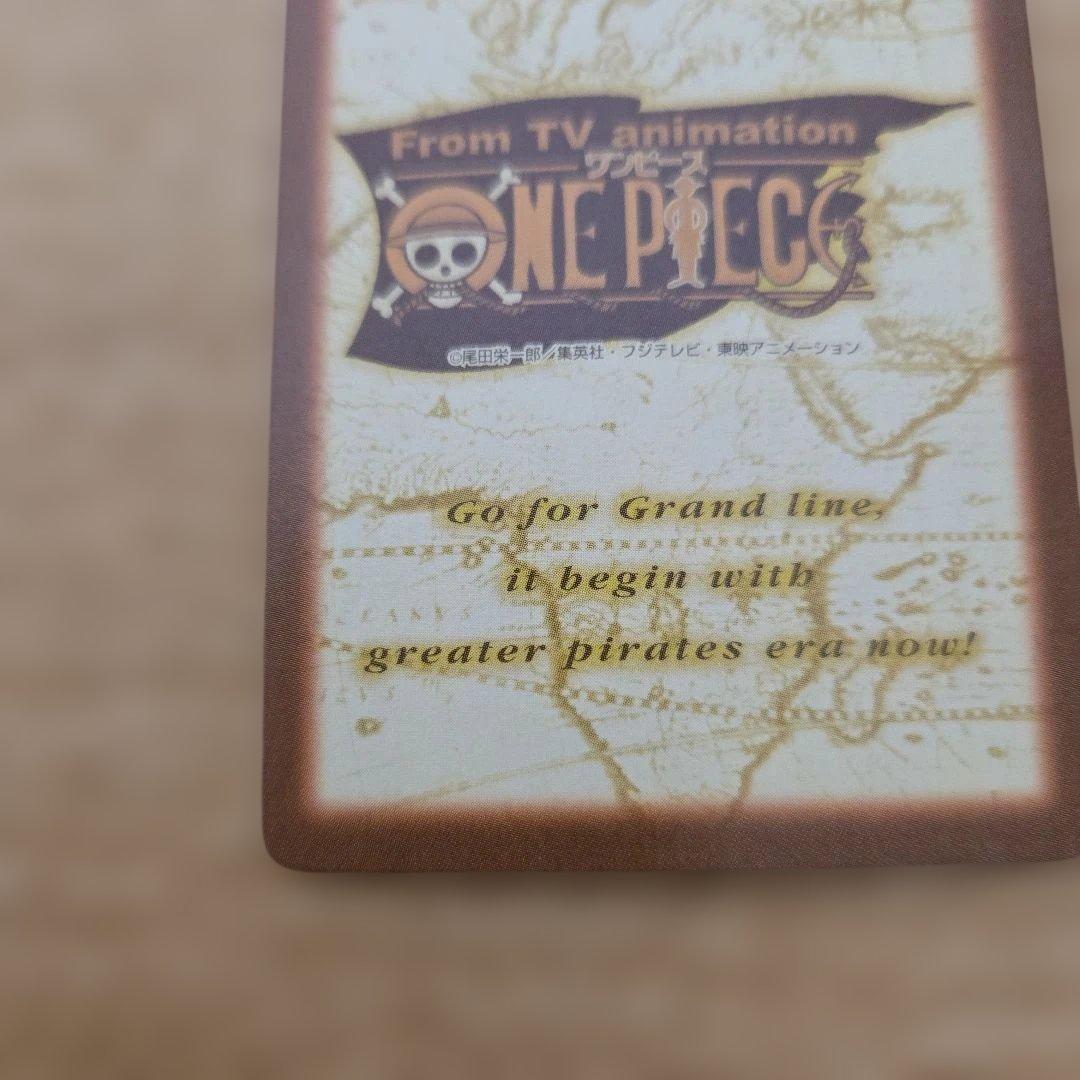 From TV animation
ワンピース
ONE PIECE
©尾田栄一郎／集英社・フジテレビ・東映アニメーション
Go for Grand line,
it begin with
greater pirates era now!